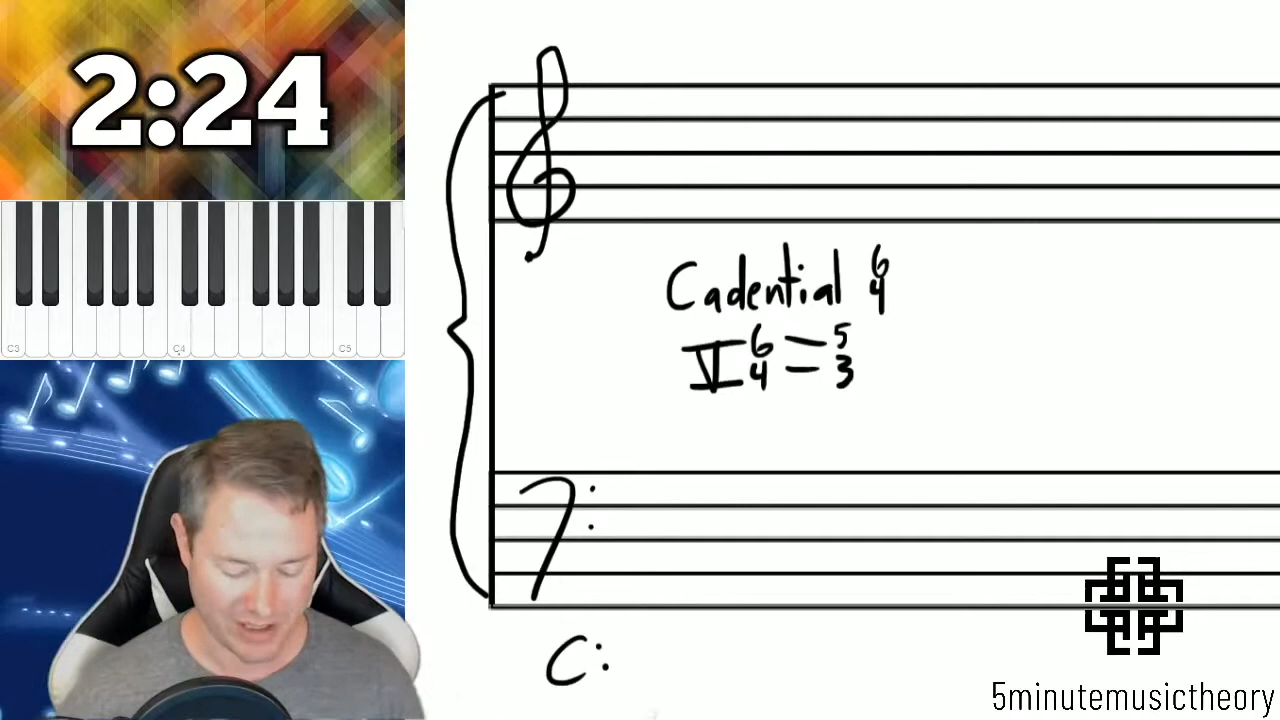 2:24
C3 C4 C5
Cadential 6 4
V 6 – 5
4 – 3
C:
5minutemusictheory